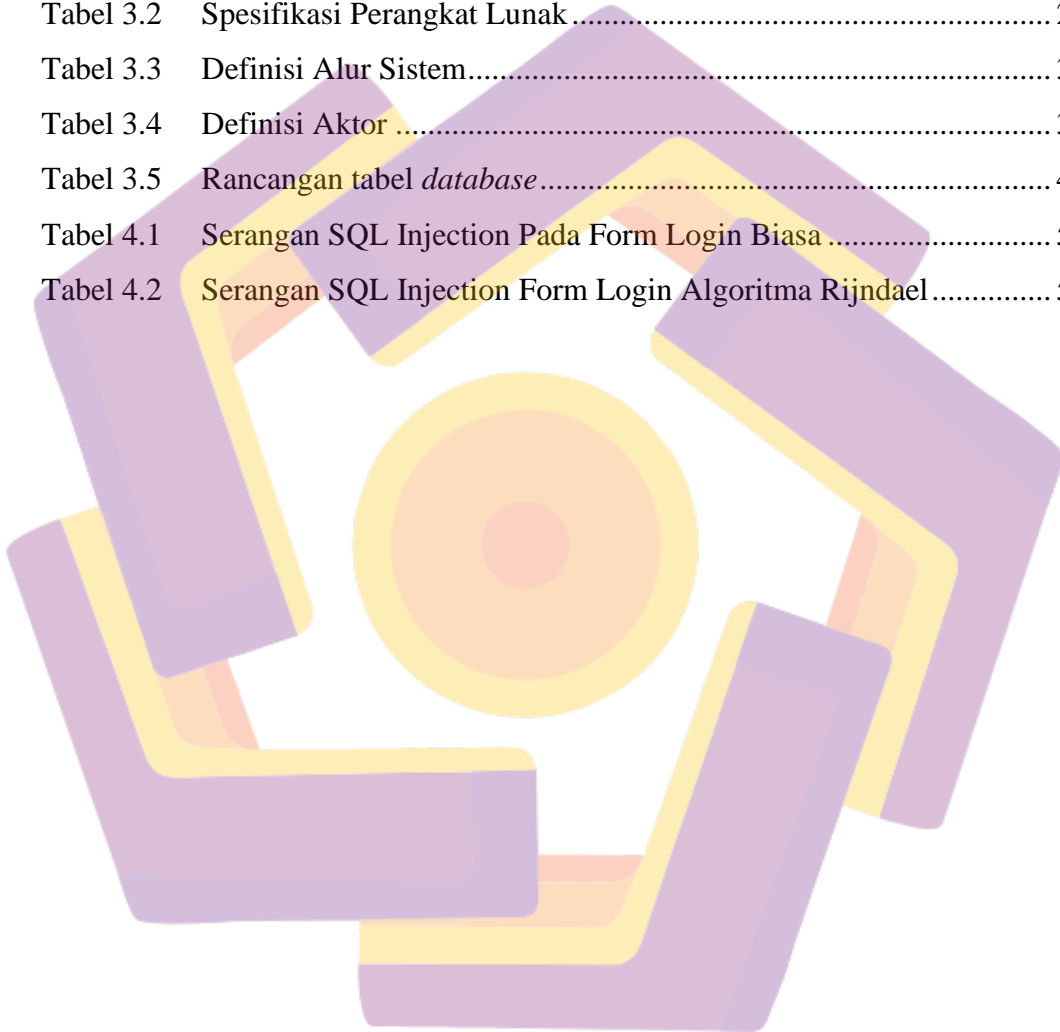 Tabel 3.2 Spesifikasi Perangkat Lunak
Tabel 3.3 Definisi Alur Sistem
Tabel 3.4 Definisi Aktor
Tabel 3.5 Rancangan tabel database
Tabel 4.1 Serangan SQL Injection Pada Form Login Biasa
Tabel 4.2 Serangan SQL Injection Form Login Algoritma Rijndael